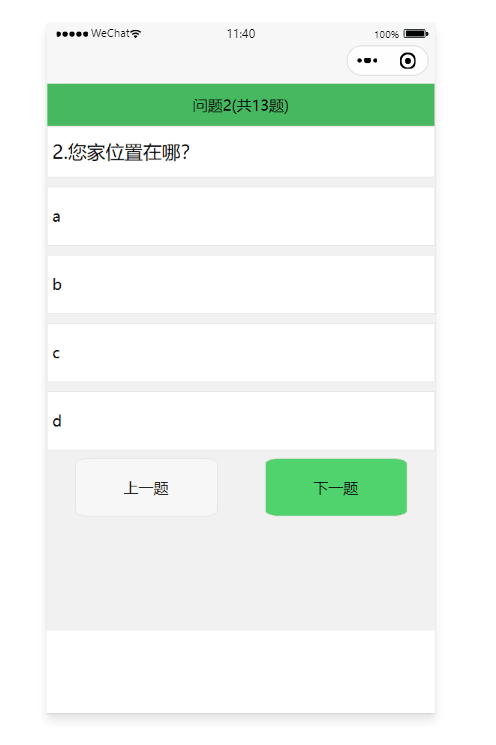 WeChat 11:40 100%
问题2(共13题)
2.您家位置在哪?
a
b
c
d
上一题 下一题